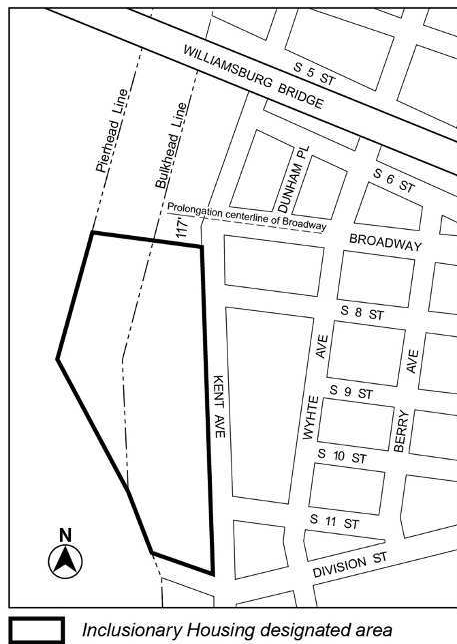 S 5 ST
WILLIAMSBURG BRIDGE
Pierhead Line
Bulkhead Line
DUNHAM PL
S 6 ST
Prolongation centerline of Broadway
117'
BROADWAY
S 8 ST
KENT AVE
WYHTE AVE
S 9 ST
BERRY AVE
S 10 ST
S 11 ST
DIVISION ST
N
Inclusionary Housing designated area